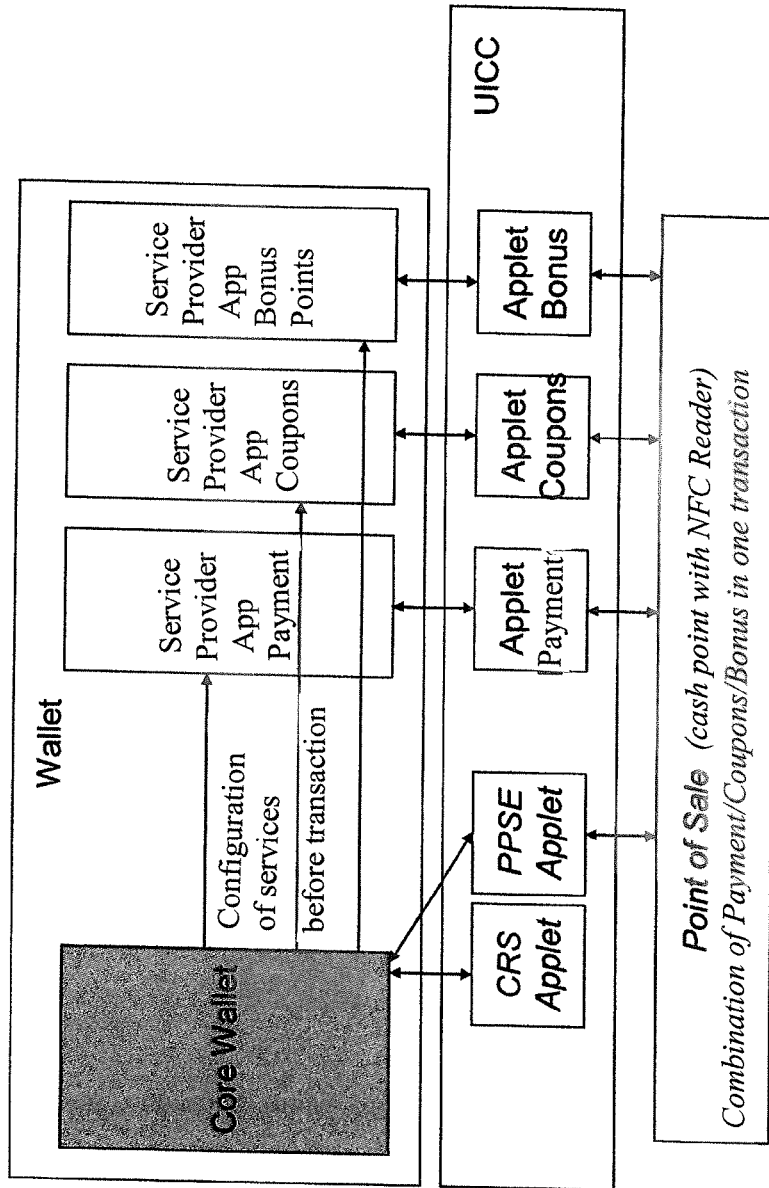 Wallet
Core Wallet
Configuration
of services
before transaction
Service
Provider
App
Payment
Service
Provider
App
Coupons
Service
Provider
App
Bonus
Points
UICC
CRS
Applet
PPSE
Applet
Applet
Payment
Applet
Coupons
Applet
Bonus
Point of Sale (cash point with NFC Reader)
Combination of Payment/Coupons/Bonus in one transaction